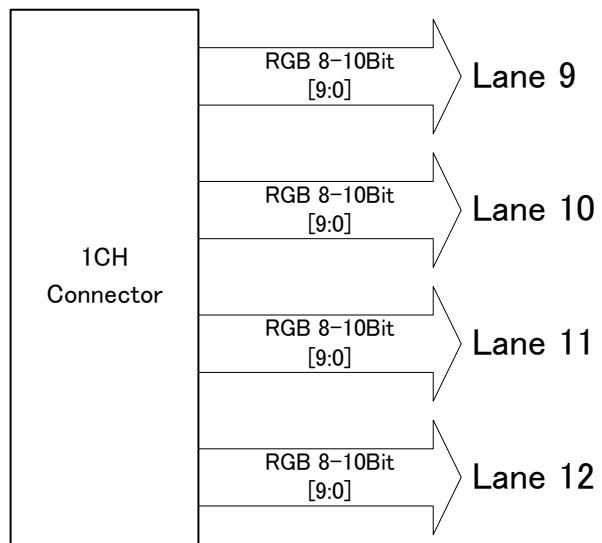 RGB 8-10Bit
[9:0]
Lane 9
RGB 8-10Bit
[9:0]
Lane 10
1CH
Connector
RGB 8-10Bit
[9:0]
Lane 11
RGB 8-10Bit
[9:0]
Lane 12